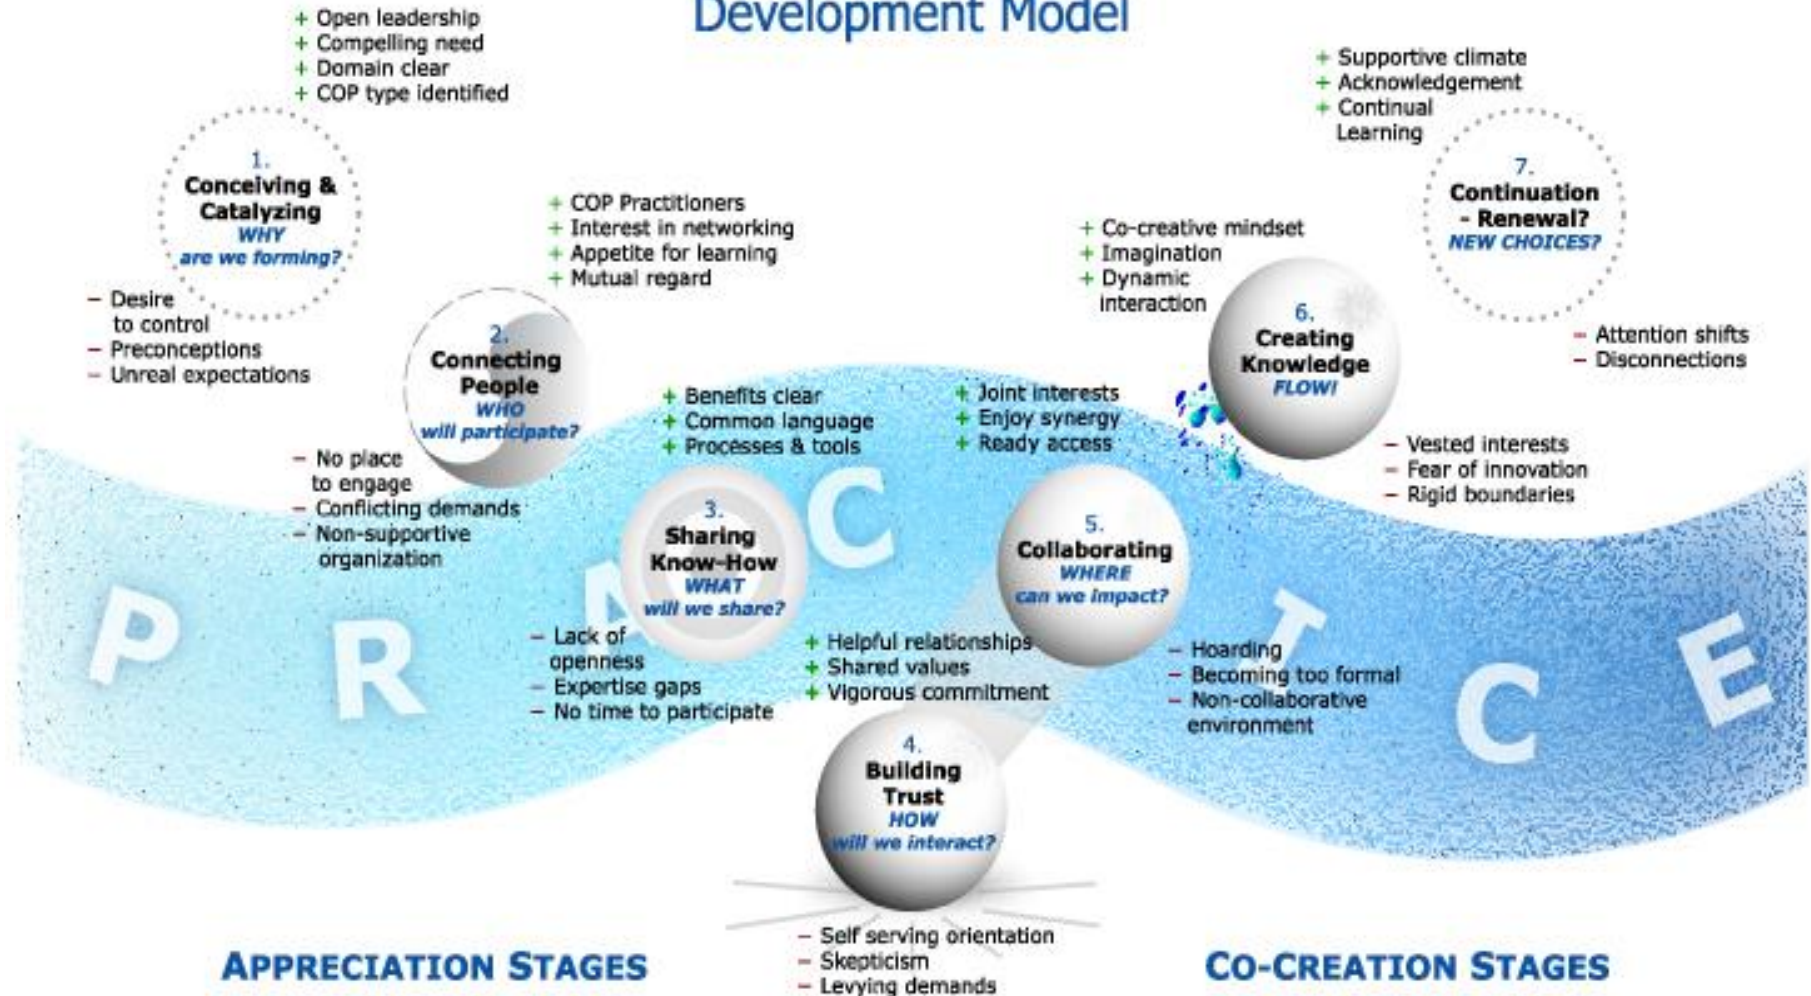 Development Model
+ Open leadership
+ Compelling need
+ Domain clear
+ COP type identified
1.
Conceiving &
Catalyzing
WHY
are we forming?
− Desire
to control
− Preconceptions
− Unreal expectations
+ COP Practitioners
+ Interest in networking
+ Appetite for learning
+ Mutual regard
2.
Connecting
People
WHO
will participate?
− No place
to engage
− Conflicting demands
− Non-supportive
organization
+ Benefits clear
+ Common language
+ Processes & tools
3.
Sharing
Know-How
WHAT
will we share?
− Lack of
openness
− Expertise gaps
− No time to participate
+ Helpful relationships
+ Shared values
+ Vigorous commitment
4.
Building
Trust
HOW
will we interact?
− Self serving orientation
− Skepticism
− Levying demands
+ Joint interests
+ Enjoy synergy
+ Ready access
5.
Collaborating
WHERE
can we impact?
− Hoarding
− Becoming too formal
− Non-collaborative
environment
+ Co-creative mindset
+ Imagination
+ Dynamic
interaction
6.
Creating
Knowledge
FLOW!
− Vested interests
− Fear of innovation
− Rigid boundaries
+ Supportive climate
+ Acknowledgement
+ Continual
Learning
7.
Continuation
- Renewal?
NEW CHOICES?
− Attention shifts
− Disconnections
P R A C T C E
APPRECIATION STAGES
CO-CREATION STAGES